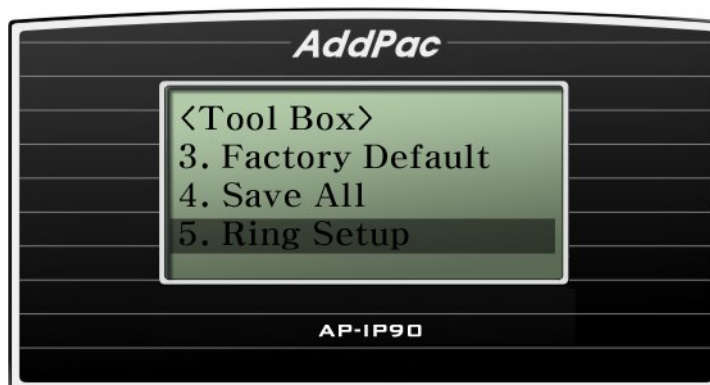 AddPac
<Tool Box>
3. Factory Default
4. Save All
5. Ring Setup
AP-IP90